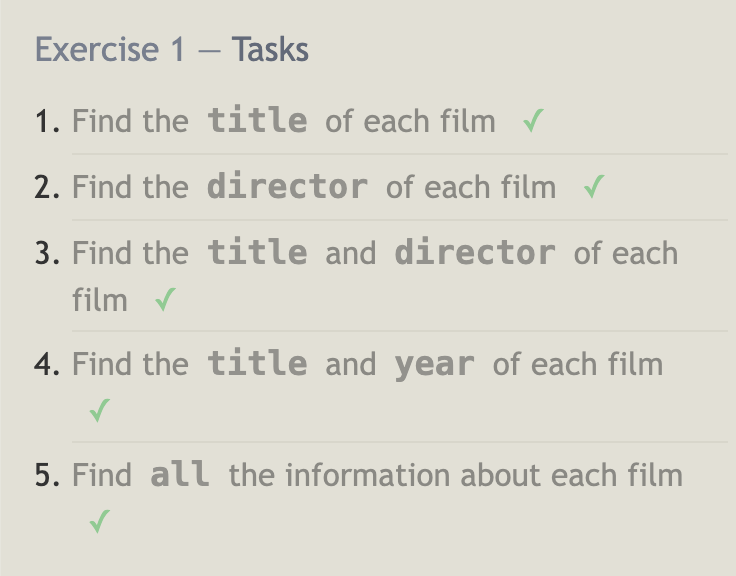 Exercise 1 — Tasks
1. Find the title of each film ✓
2. Find the director of each film ✓
3. Find the title and director of each
film ✓
4. Find the title and year of each film
✓
5. Find all the information about each film
✓